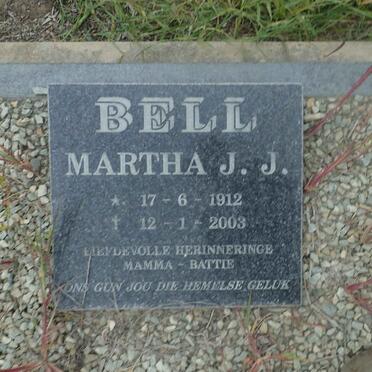 BELL
MARTHA J. J.
* 17 - 6 - 1912
† 12 - 1 - 2003
LIEFDEVOLLE HERINNERINGE
MAMMA - BATTIE
ONS GUN JOU DIE HEMELSE GELUK